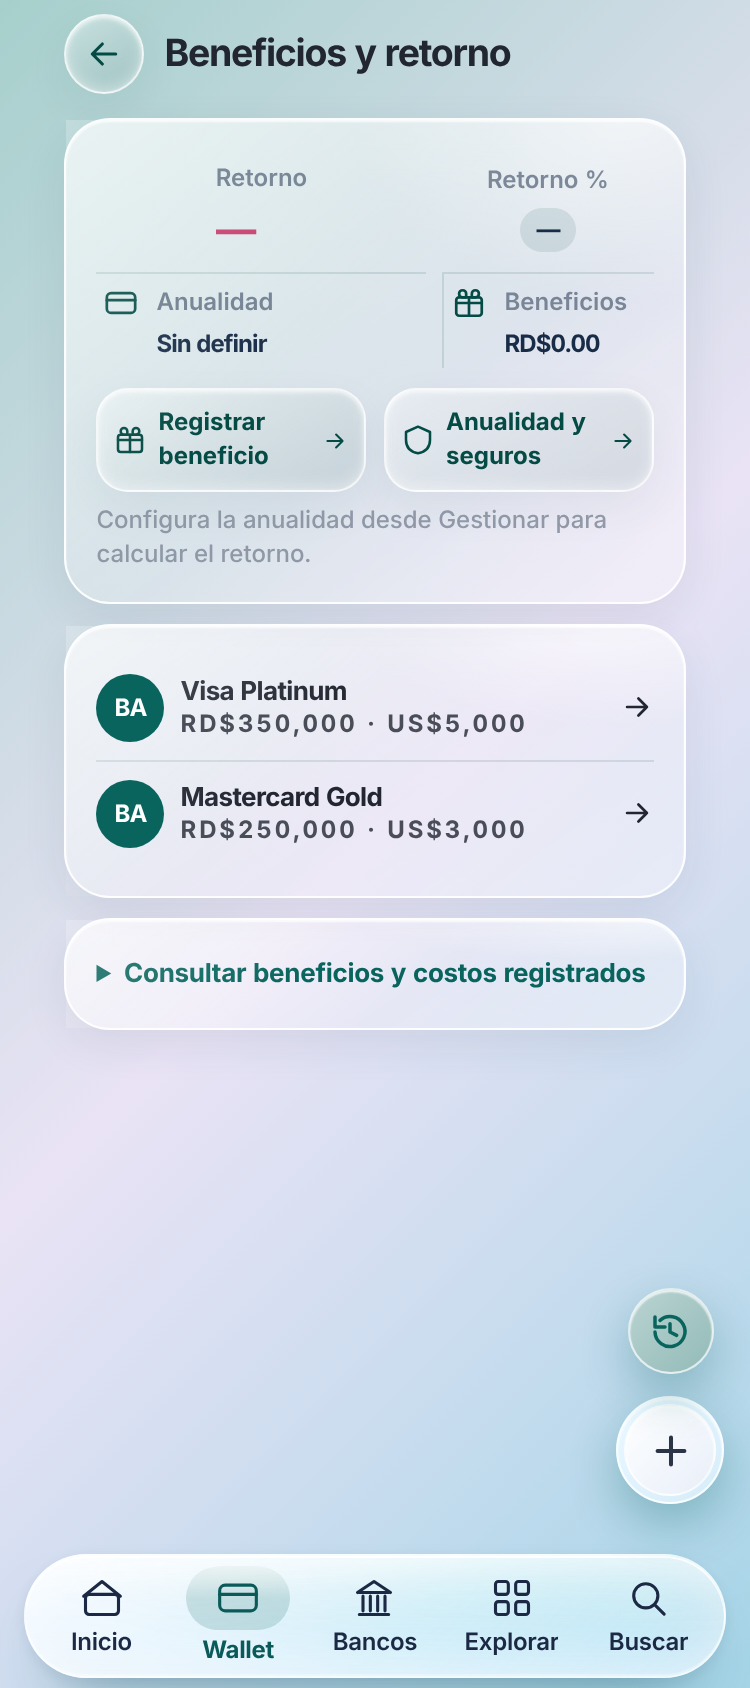 Beneficios y retorno
Retorno
Retorno %
—
—
Anualidad
Sin definir
Beneficios
RD$0.00
Registrar
beneficio
Anualidad y
seguros
Configura la anualidad desde Gestionar para
calcular el retorno.
BA
Visa Platinum
RD$350,000 · US$5,000
BA
Mastercard Gold
RD$250,000 · US$3,000
Consultar beneficios y costos registrados
Inicio
Wallet
Bancos
Explorar
Buscar